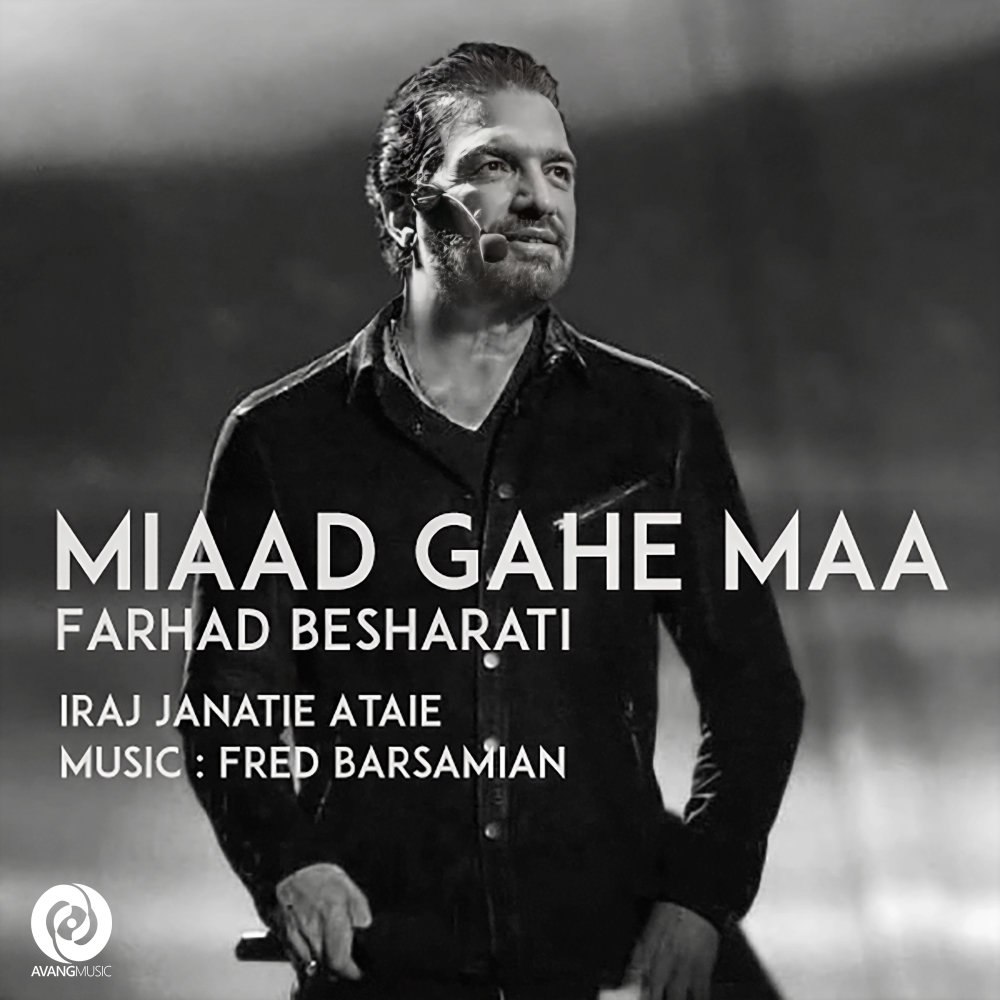 MIAAD GAHE MAA
FARHAD BESHARATI
IRAJ JANATIE ATAIE
MUSIC : FRED BARSAMIAN
AVANGMUSIC